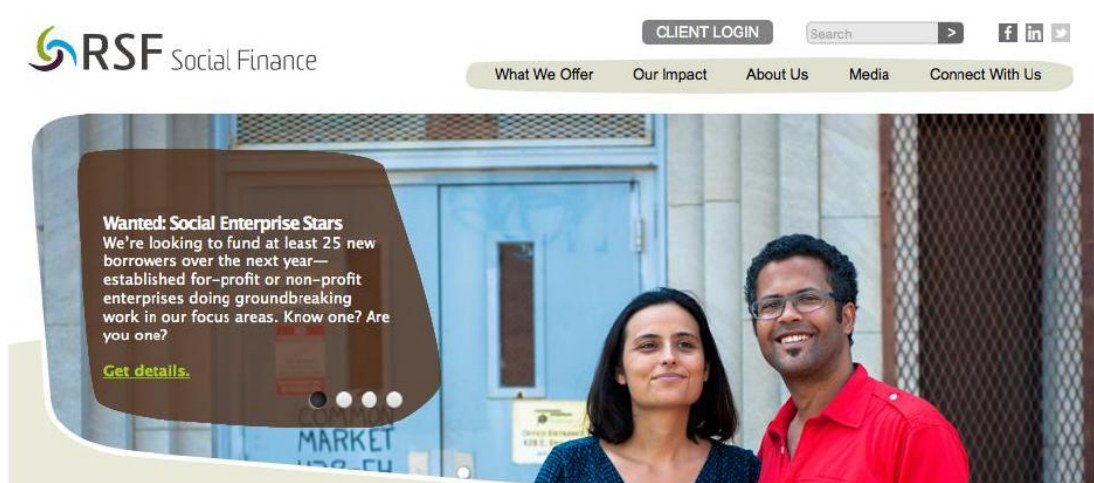 RSF Social Finance
CLIENT LOGIN
Search
>
f in
What We Offer Our Impact About Us Media Connect With Us
Wanted: Social Enterprise Stars
We're looking to fund at least 25 new
borrowers over the next year—
established for-profit or non-profit
enterprises doing groundbreaking
work in our focus areas. Know one? Are
you one?
Get details.
COMMON
MARKET
428